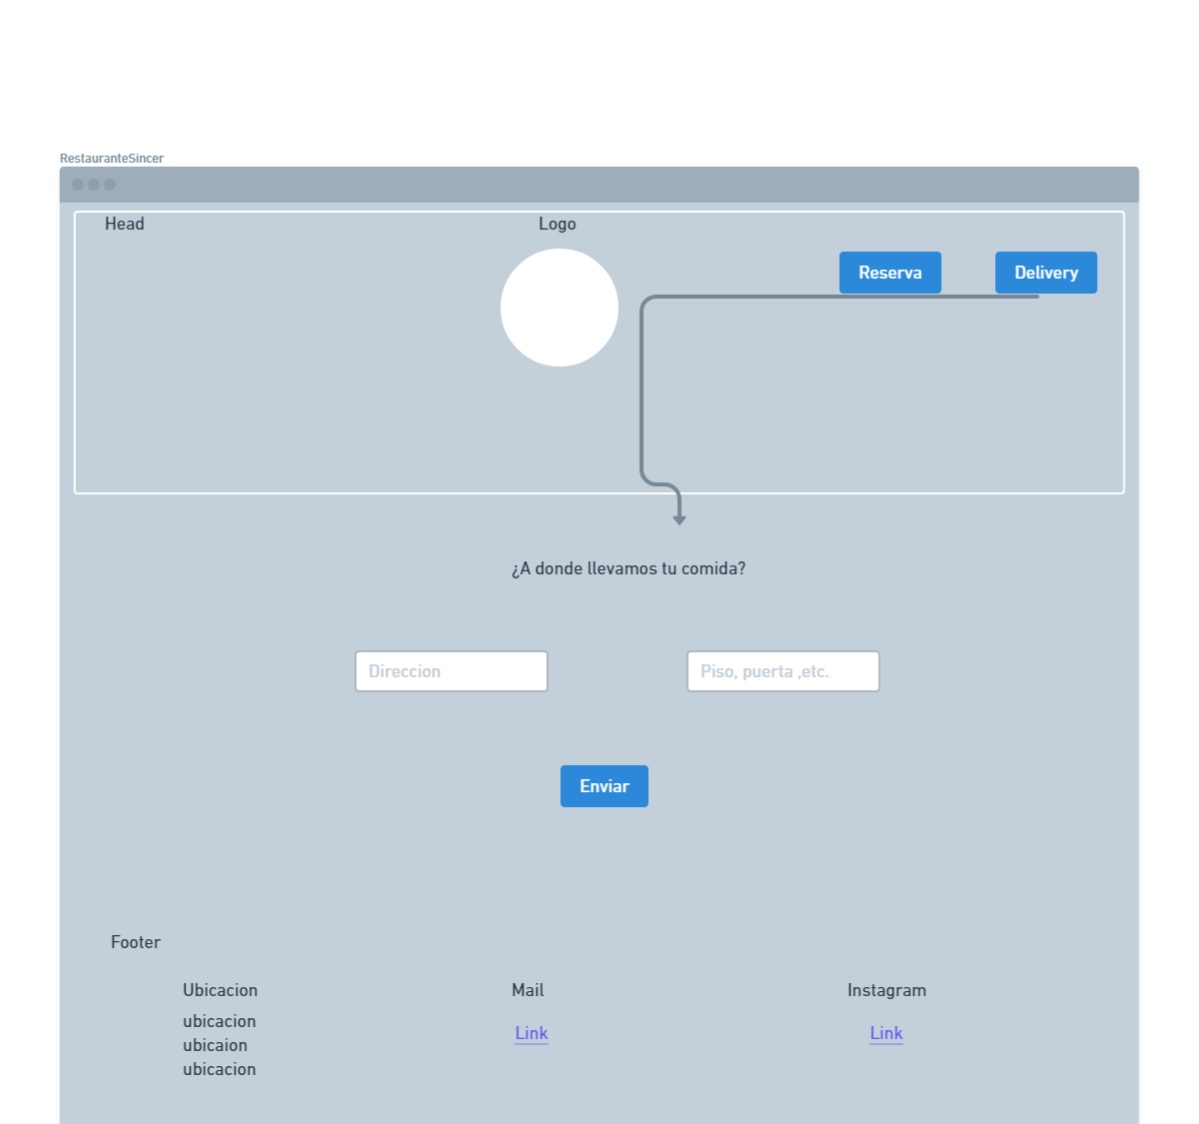 RestauranteSincer
Head
Logo
Reserva
Delivery
¿A donde llevamos tu comida?
Direccion
Piso, puerta ,etc.
Enviar
Footer
Ubicacion
Mail
Instagram
ubicacion
ubicaion
ubicacion
Link
Link